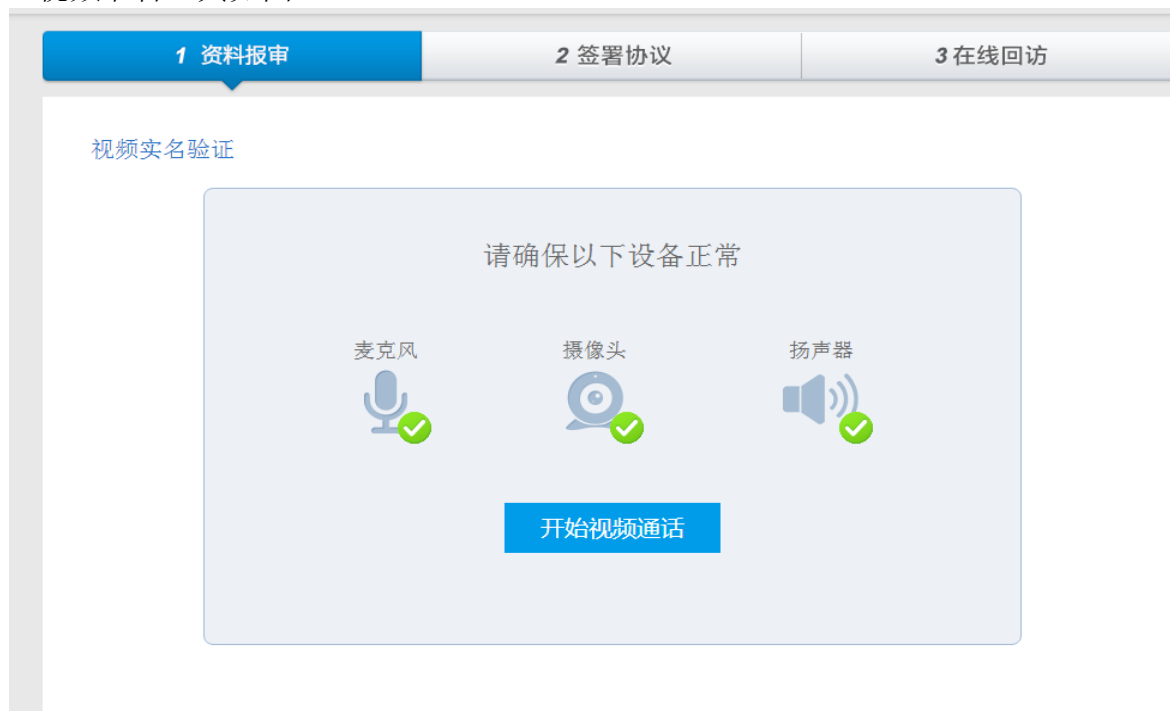 1 资料报审
2 签署协议
3 在线回访
视频实名验证
请确保以下设备正常
麦克风
摄像头
扬声器
开始视频通话